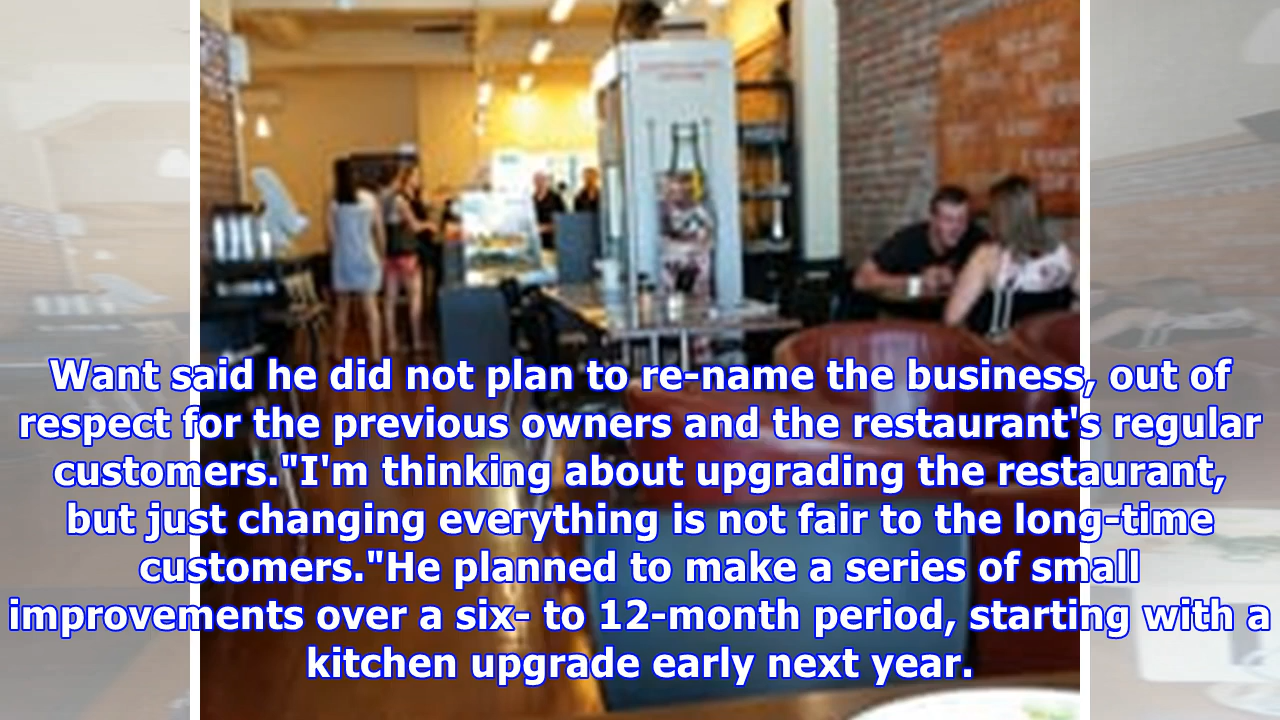 Want said he did not plan to re-name the business, out of
respect for the previous owners and the restaurant's regular
customers."I'm thinking about upgrading the restaurant,
but just changing everything is not fair to the long-time
customers."He planned to make a series of small
improvements over a six- to 12-month period, starting with a
kitchen upgrade early next year.